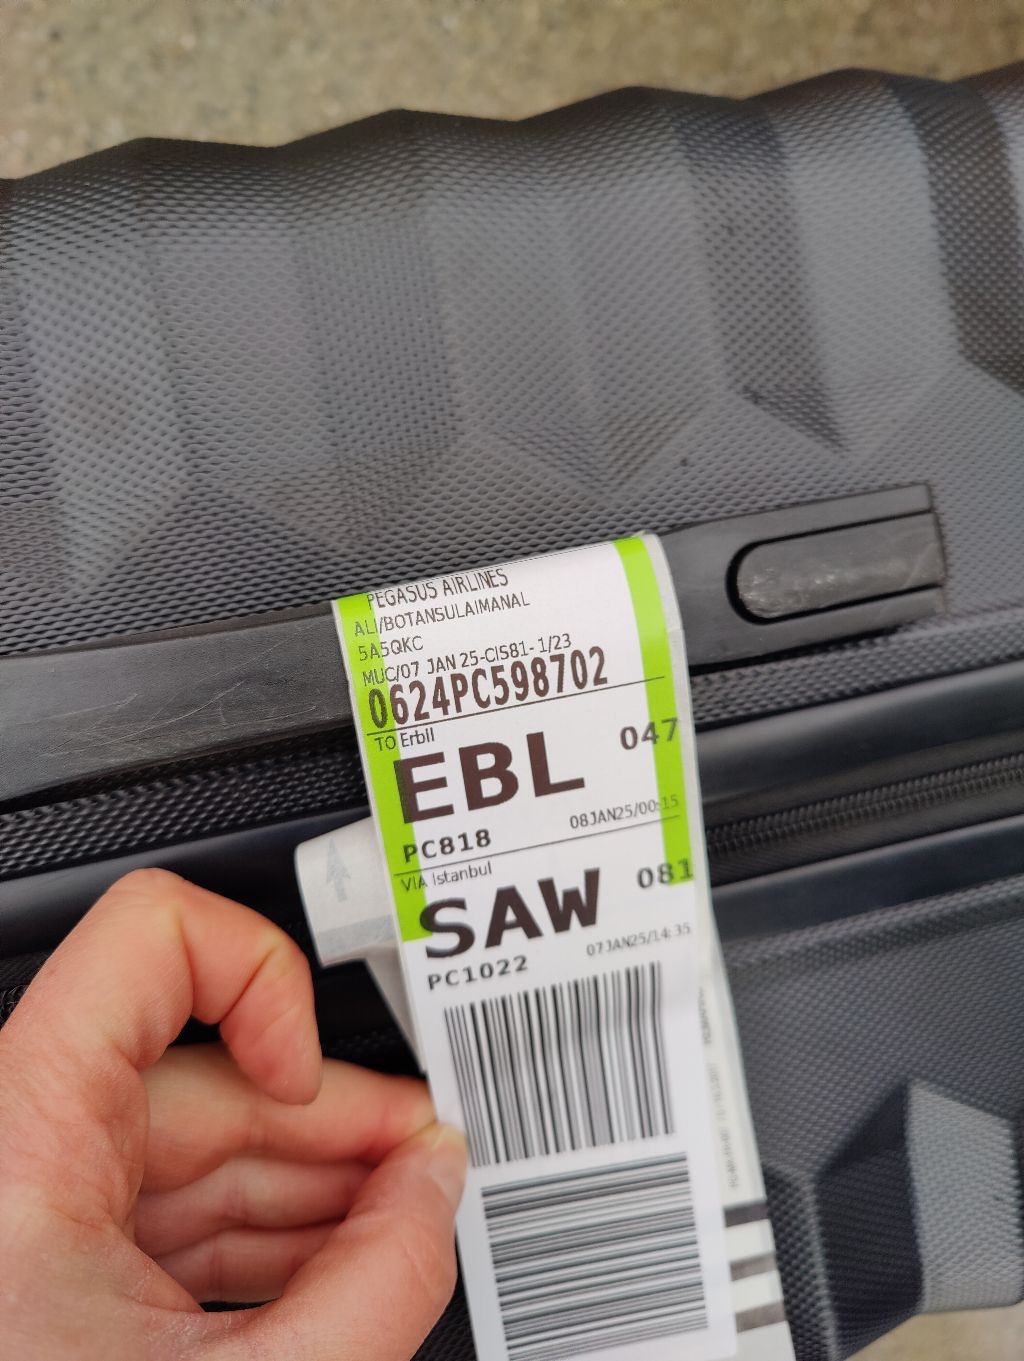 PEGASUS AIRLINES
ALI/BOTANSULAIMANAL
5A5QKC
MUC/07 JAN 25-CIS81- 1/23
0624PC598702
TO Erbil
EBL 047
PC818 08JAN25/00:15
VIA Istanbul
SAW 081
PC1022 07JAN25/14:35